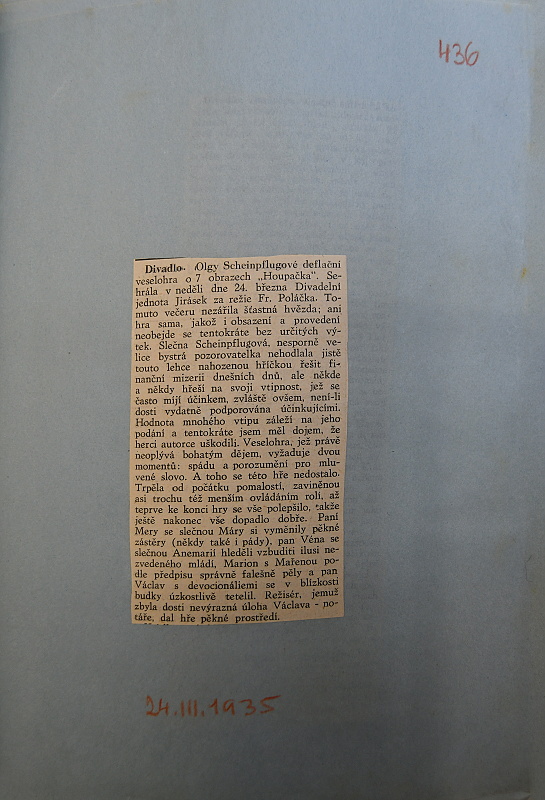 436
Divadlo. Olgy Scheinpflugové deflační
veselohra o 7 obrazech „Houpačka“. Se-
hrála v neděli dne 24. března Divadelní
jednota Jirásek za režie Fr. Poláčka. To-
muto večeru nezářila šťastná hvězda; ani
hra sama, jakož i obsazení a provedení
neobejde se tentokráte bez určitých vý-
tek. Slečna Scheinpflugová, nesporně ve-
lice bystrá pozorovatelka nehodlala jistě
touto lehce nahozenou hříčkou řešit fi-
nanční mizerii dnešních dnů, ale někde
a někdy hřeší na svoji vtipnost, jež se
často míjí účinkem, zvláště ovšem, není-li
dosti vydatně podporována účinkujícími.
Hodnota mnohého vtipu záleží na jeho
podání a tentokráte jsem měl dojem, že
herci autorce uškodili. Veselohra, jež právě
neoplývá bohatým dějem, vyžaduje dvou
momentů: spádu a porozumění pro mlu-
vené slovo. A toho se této hře nedostalo.
Trpěla od počátku pomalostí, zaviněnou
asi trochu též menším ovládáním rolí, až
teprve ke konci hry se vše polepšilo, takže
ještě nakonec vše dopadlo dobře. Paní
Mery se slečnou Máry si vyměnily pěkné
zástěry (někdy také i pády), pan Véna se
slečnou Anemarií hleděli vzbuditi ilusi ne-
zvedeného mládí, Marion s Mařenou po-
dle předpisu správně falešně pěly a pan
Václav s devocionáliemi se v blízkosti
budky úzkostlivě tetelil. Režisér, jemuž
zbyla dosti nevýrazná úloha Václava - no-
táře, dal hře pěkné prostředí.
24.III.1935